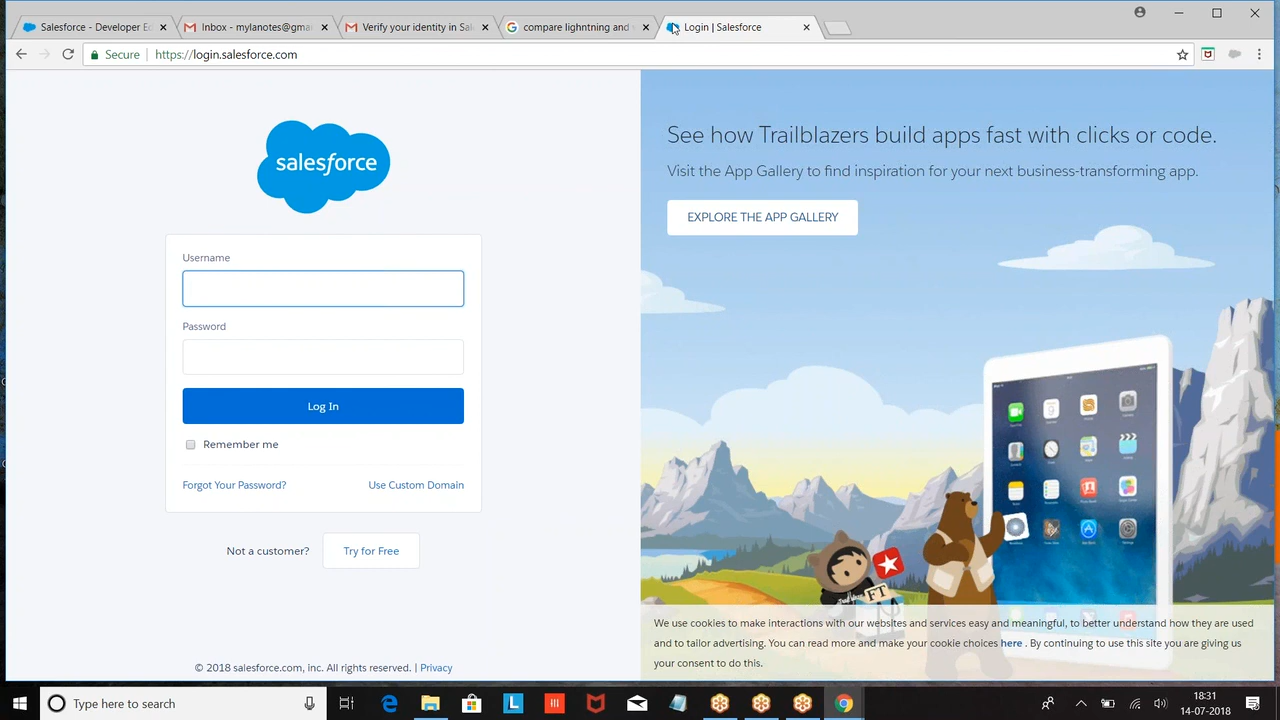 Salesforce - Developer E
Inbox - mylanotes@gma
Verify your identity in Sa
compare lighntning and
Login | Salesforce
Secure
https://login.salesforce.com
salesforce
Username
Password
Log In
Remember me
Forgot Your Password?
Use Custom Domain
Not a customer?
Try for Free
© 2018 salesforce.com, inc. All rights reserved. | Privacy
See how Trailblazers build apps fast with clicks or code.
Visit the App Gallery to find inspiration for your next business-transforming app.
EXPLORE THE APP GALLERY
FT
We use cookies to make interactions with our websites and services easy and meaningful, to better understand how they are used
and to tailor advertising. You can read more and make your cookie choices here . By continuing to use this site you are giving us
your consent to do this.
Type here to search
18:31
14-07-2018